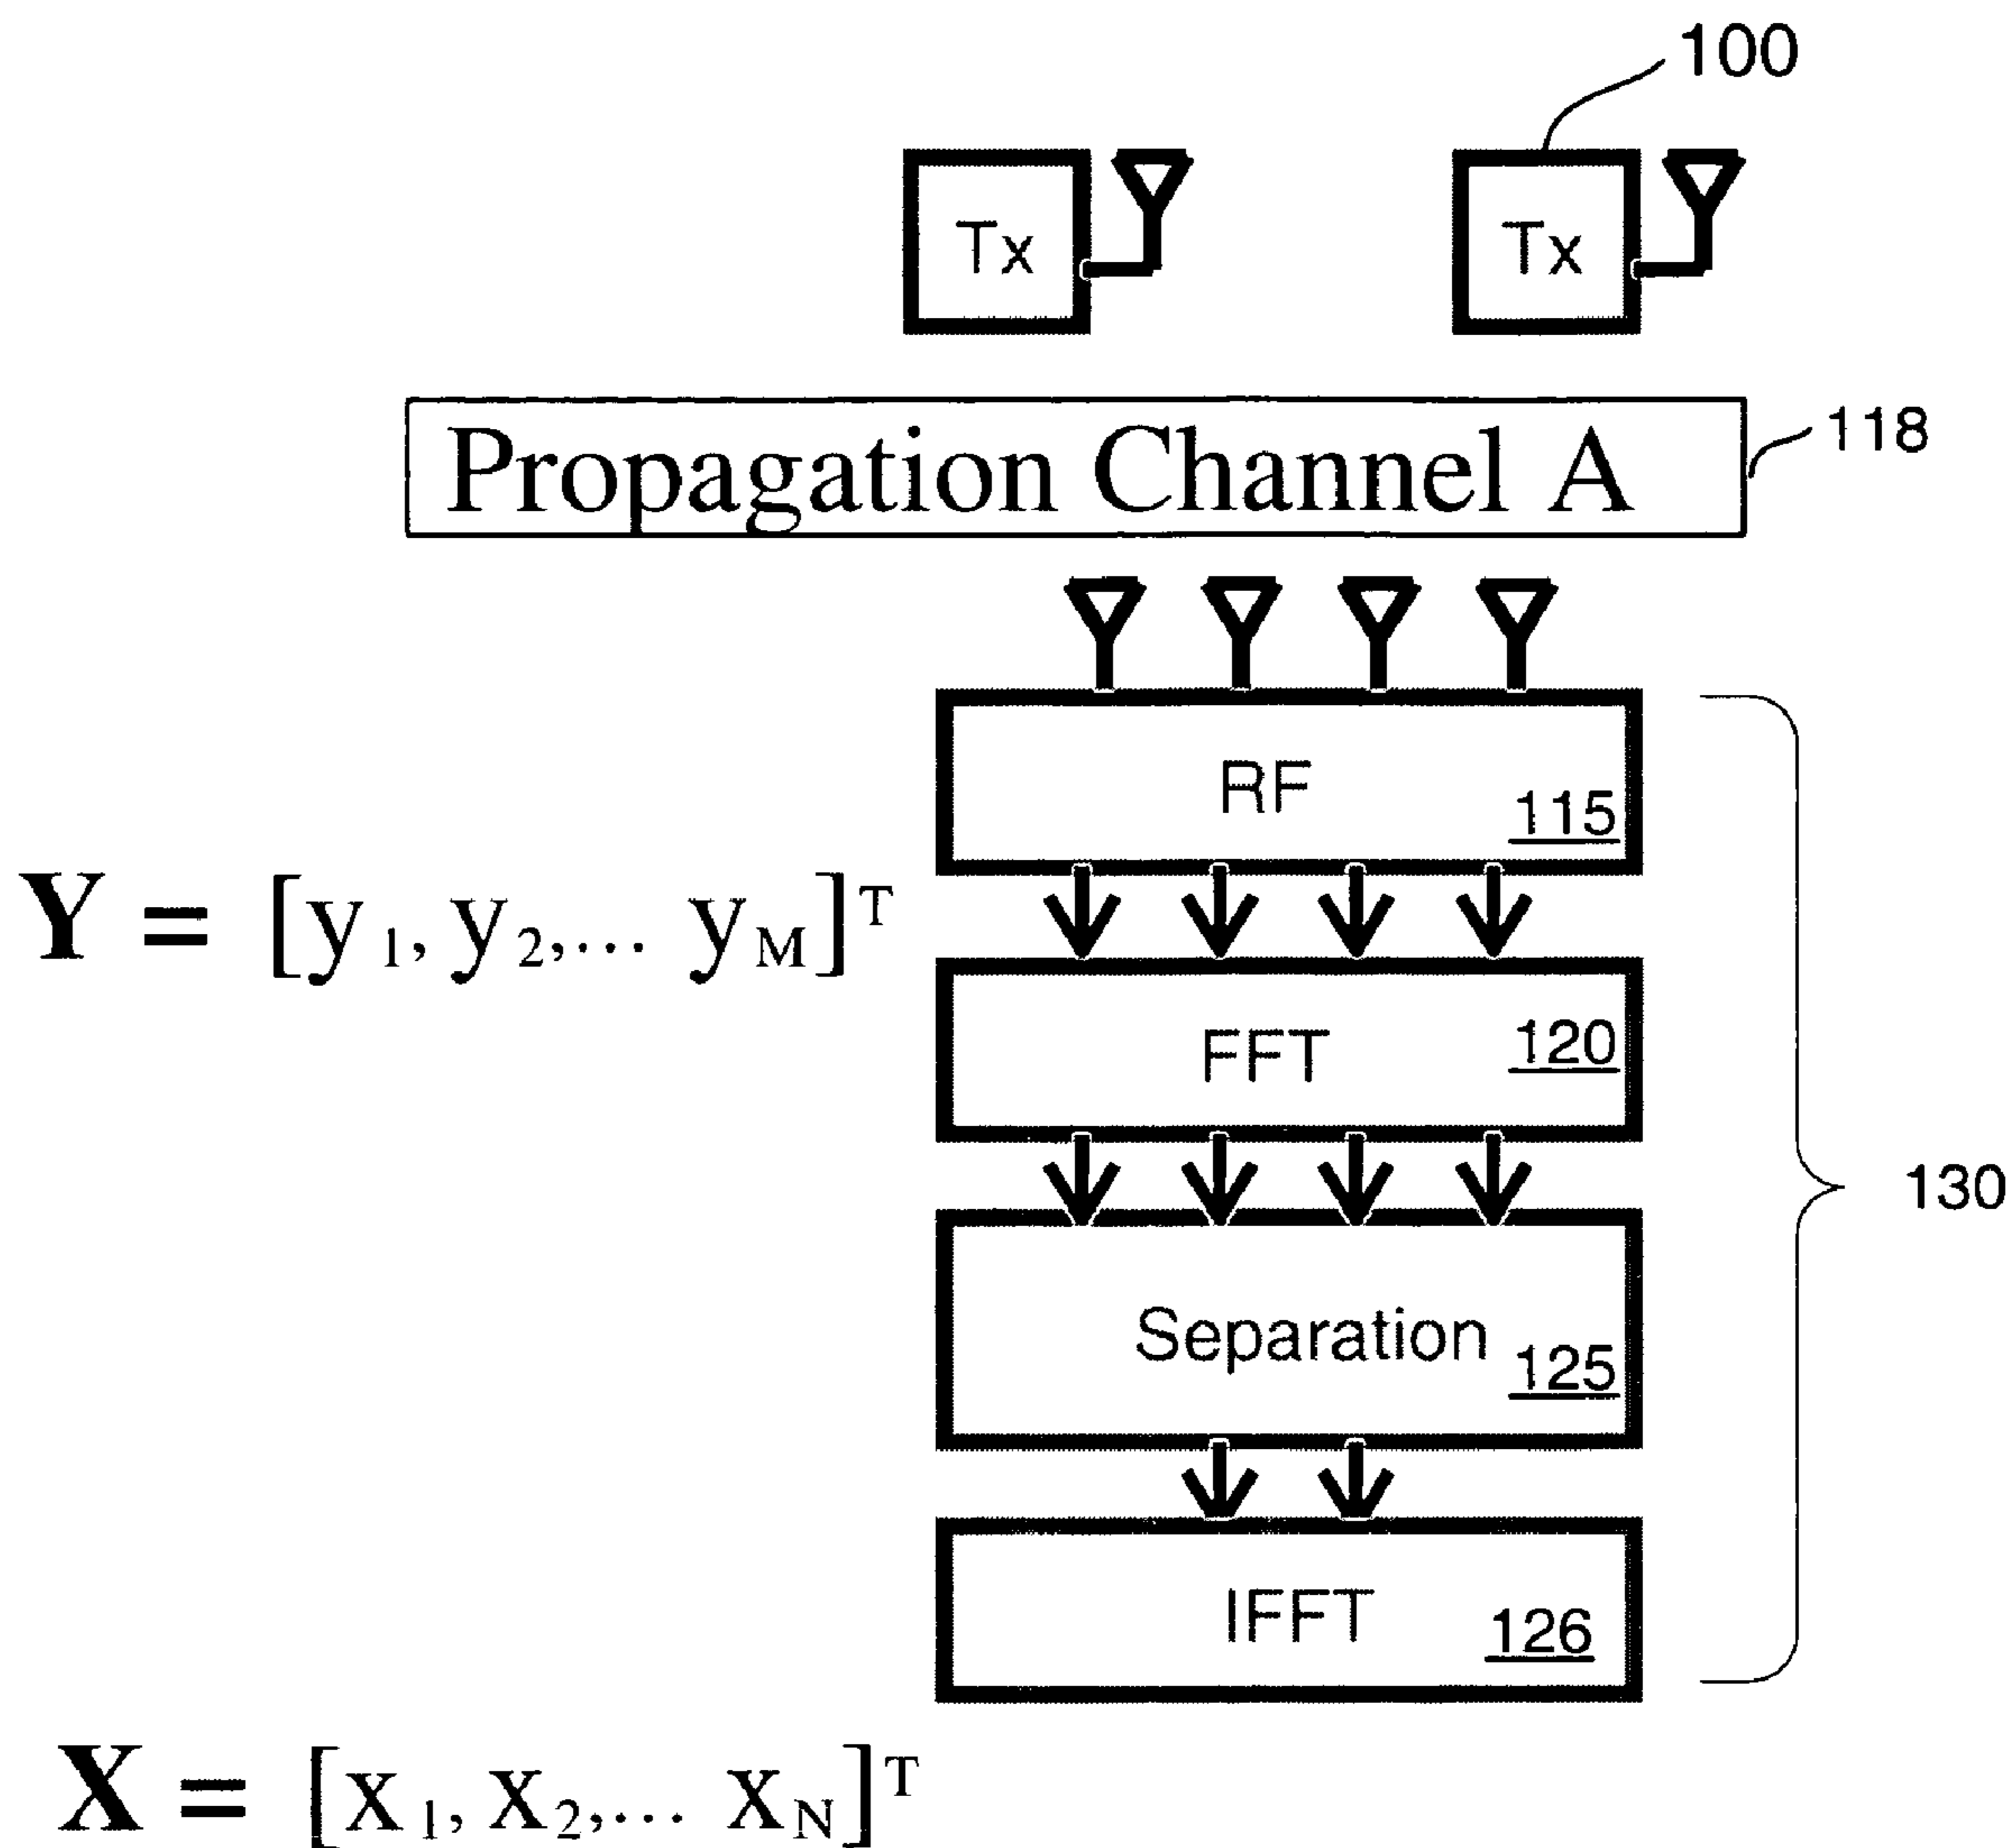 100
Tx
Tx
Propagation Channel A
118
RF
115
Y = [y1, y2,... yM]T
FFT
120
130
Separation
125
IFFT
126
X = [x1, x2,... xN]T